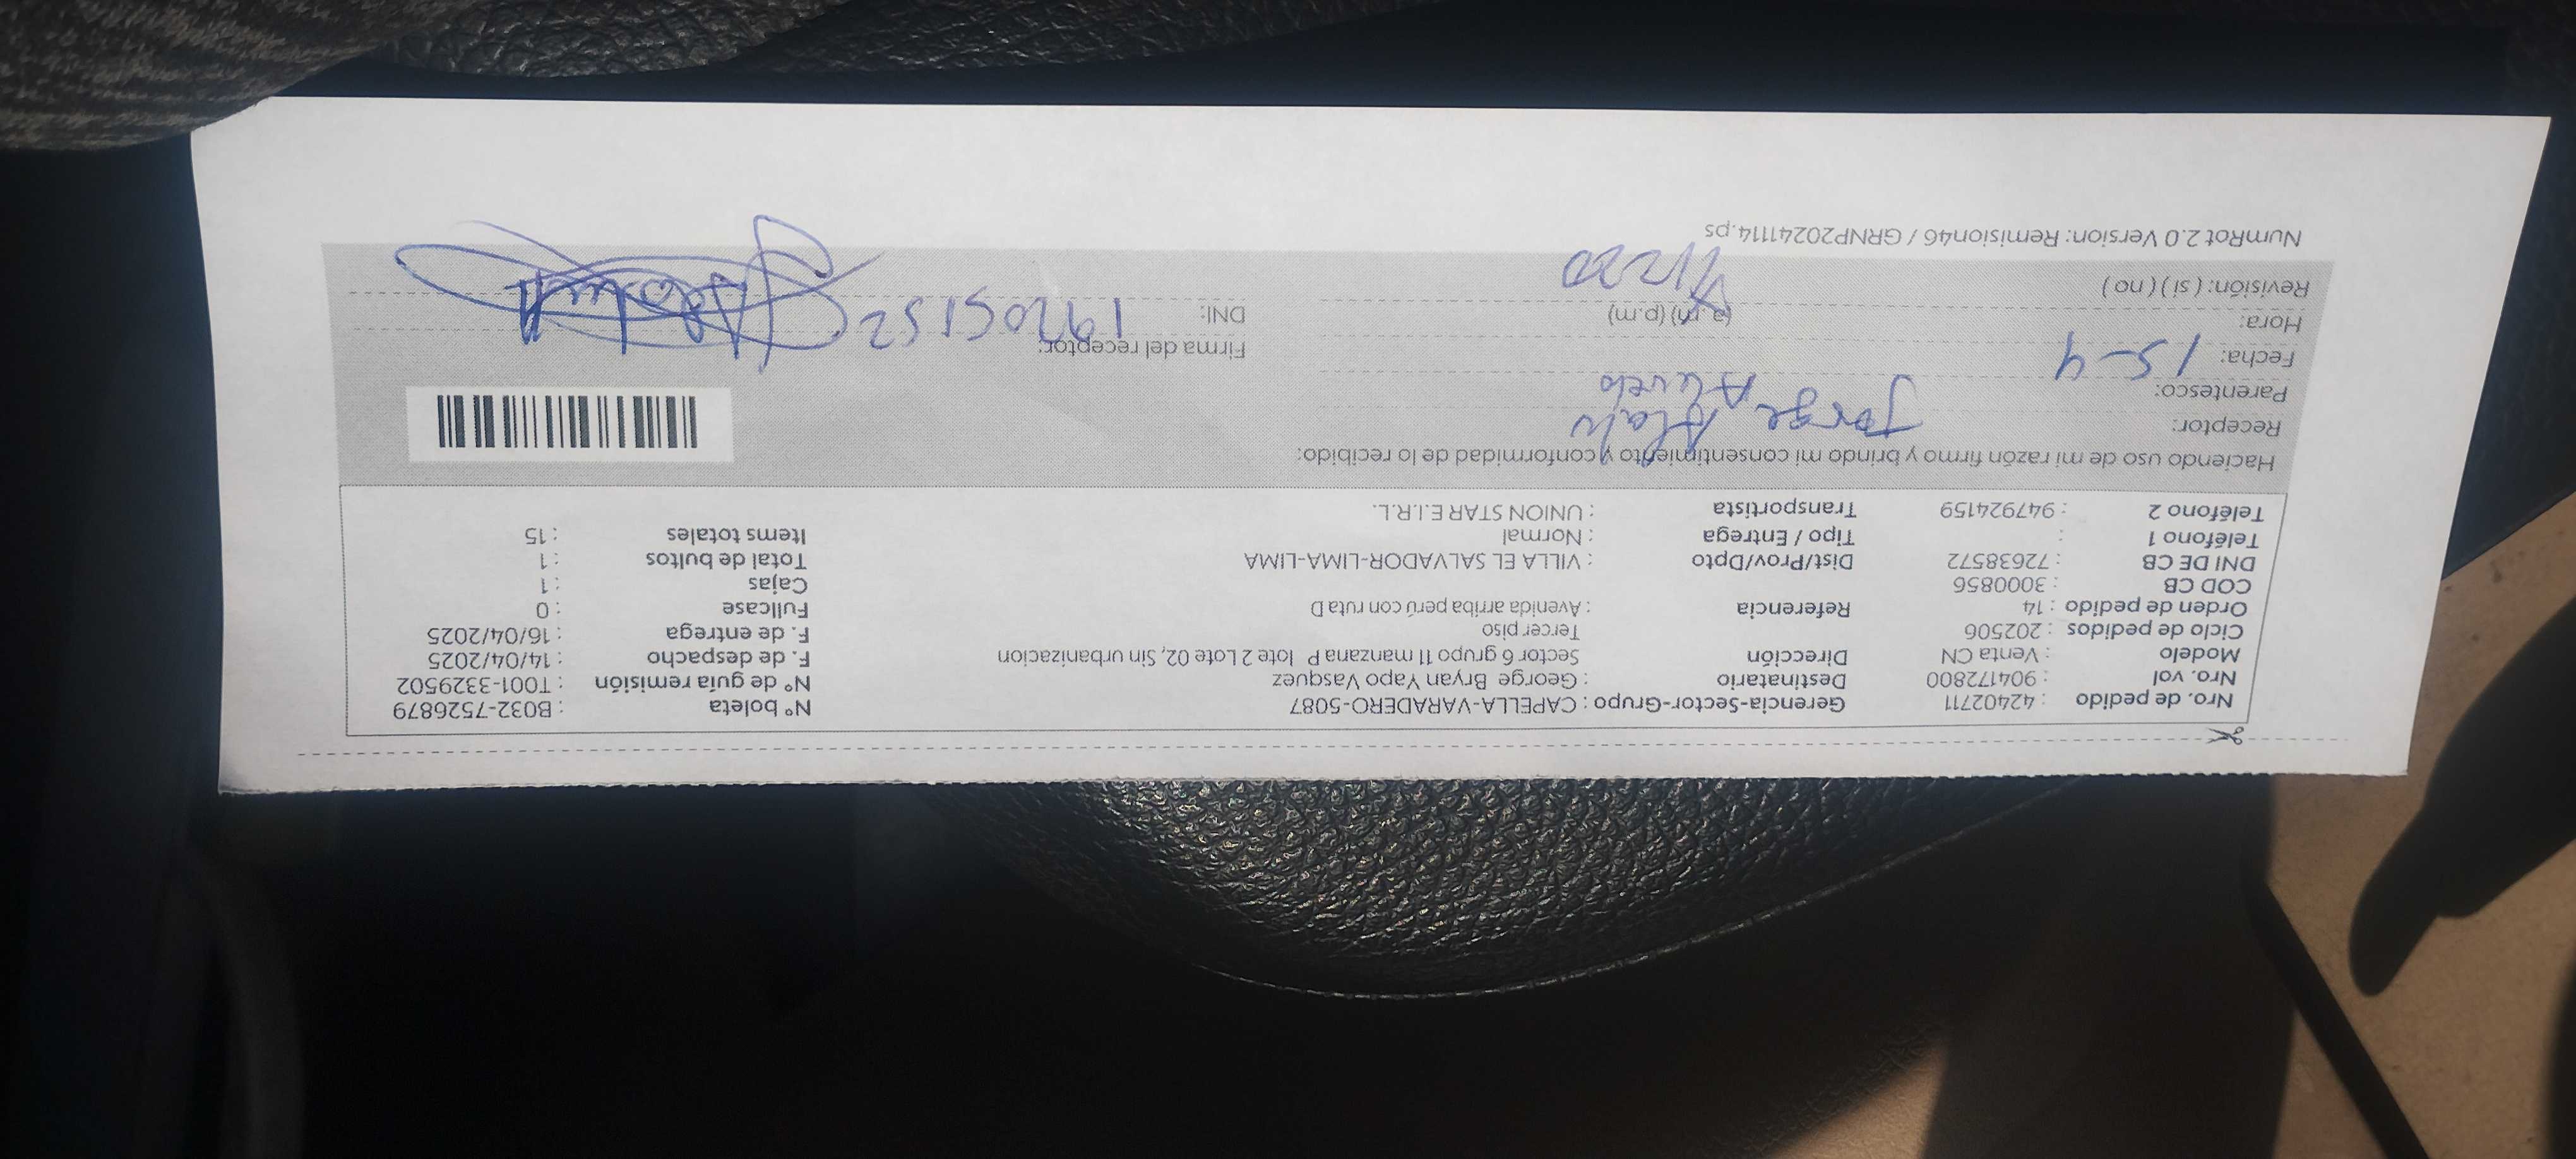 Nro. de pedido : 42402711 Gerencia-Sector-Grupo : CAPELLA-VARADERO-5087 N° boleta : B032-7526879
Nro. vol : 904172800 Destinatario : George Bryan Yapo Vasquez N° de guía remisión : T001-3329502
Modelo : Venta CN Dirección Sector 6 grupo 11 manzana P lote 2 Lote 02, Sin urbanizacion F. de despacho : 14/04/2025
Ciclo de pedidos : 202506 Tercer piso F. de entrega : 16/04/2025
Orden de pedido : 14 Referencia : Avenida arriba perú con ruta D Fullcase : 0
COD CB : 3000856 Cajas : 1
DNI DE CB : 72638572 Dist/Prov/Dpto : VILLA EL SALVADOR-LIMA-LIMA Total de bultos : 1
Teléfono 1 : Tipo / Entrega : Normal Items totales : 15
Teléfono 2 : 947924159 Transportista : UNION STAR E.I.R.L.
Haciendo uso de mi razón firmo y brindo mi consentimiento y conformidad de lo recibido:
Receptor: Jorge
Parentesco:
Fecha: 15-4 Firma del receptor:
Hora: (a.m) (p.m) DNI: 19205152
Revisión: ( si ) ( no )
NumRot 2.0 Version: Remision46 / GRNP20241114.ps